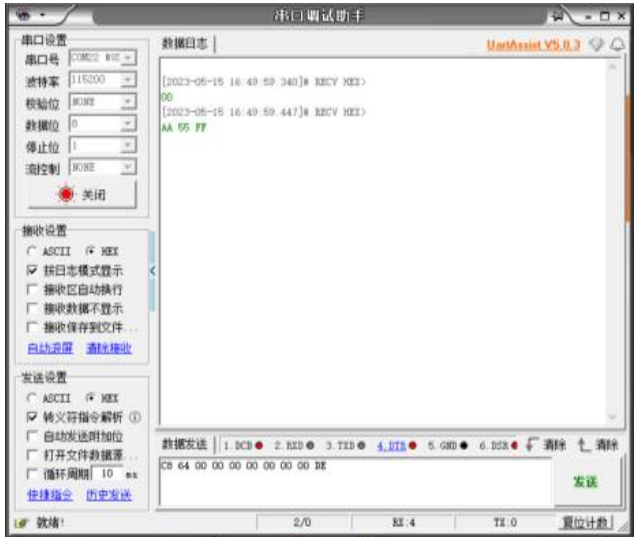 串口调试助手
串口设置
串口号 COM22
波特率 115200
校验位 NONE
数据位
停止位 1
流控制 NONE
关闭
接收设置
ASCII HEX
按日志模式显示
接收区自动换行
接收数据不显示
接收保存到文件...
自动滚屏 清除接收
发送设置
ASCII HEX
转义符指令解析
自动发送附加位
打开文件数据源...
循环周期 10 ms
快捷指令 历史发送
数据日志
UartAssist V5.0.3
[2023-05-15 16:49:59.340]# RECV HEX>
00
[2023-05-15 16:49:59.447]# RECV HEX>
AA 55 FF
数据发送 1.DCD 2.RXD 3.TXD 4.DTR 5.GND 6.DSR 清除 清除
64 00 00 00 00 00 00 00 DE
发送
就绪! 2/0 RX:4 TX:0 复位计数